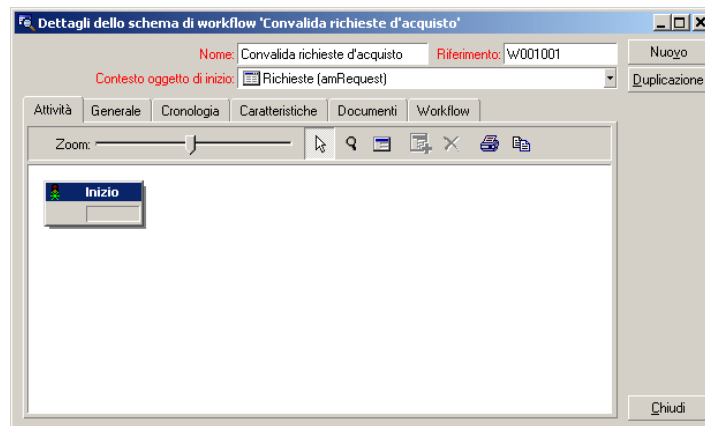 Dettagli dello schema di workflow 'Convalida richieste d'acquisto'
Nome: Convalida richieste d'acquisto Riferimento: W001001 Nuovo
Contesto oggetto di inizio: Richieste (amRequest) Duplicazione
Attività Generale Cronologia Caratteristiche Documenti Workflow
Zoom:
Inizio
Chiudi